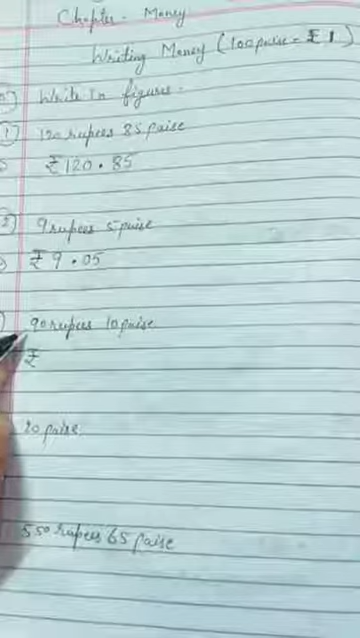 Chapter - Money
Writing Money (100 paise = ₹ 1)
Write in figures.
1) 120 rupees 85 paise
₹120.85
2) 9 rupees 5 paise
₹9.05
90 rupees 10 paise
₹
20 paise
550 rupees 65 paise